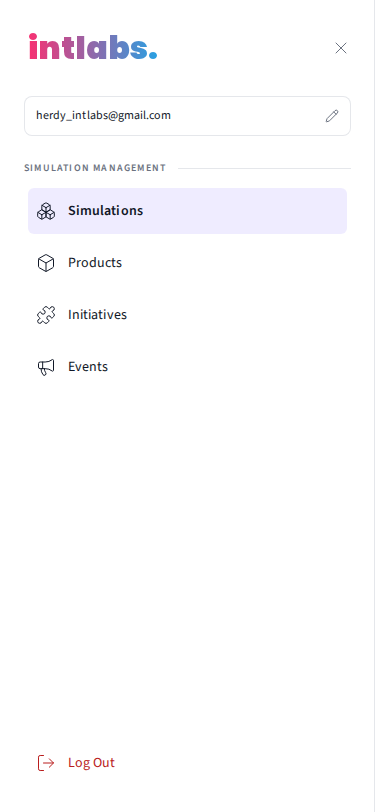 intlabs.
herdy_intlabs@gmail.com
SIMULATION MANAGEMENT
Simulations
Products
Initiatives
Events
Log Out